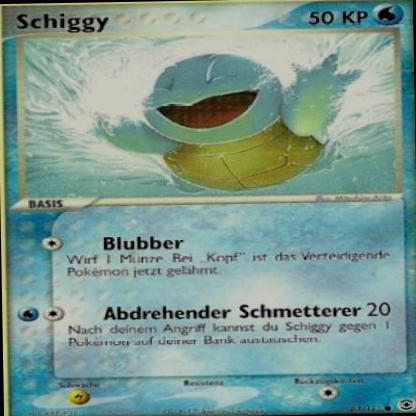 Schiggy
50 KP
BASIS
Blubber
Wirf 1 Münze. Bei „Kopf“ ist das Verteidigende
Pokémon jetzt gelähmt.
Abdrehender Schmetterer 20
Nach deinem Angriff kannst du Schiggy gegen 1
Pokémon auf deiner Bank austauschen.
Schwäche
Resistenz
Rückzugskosten